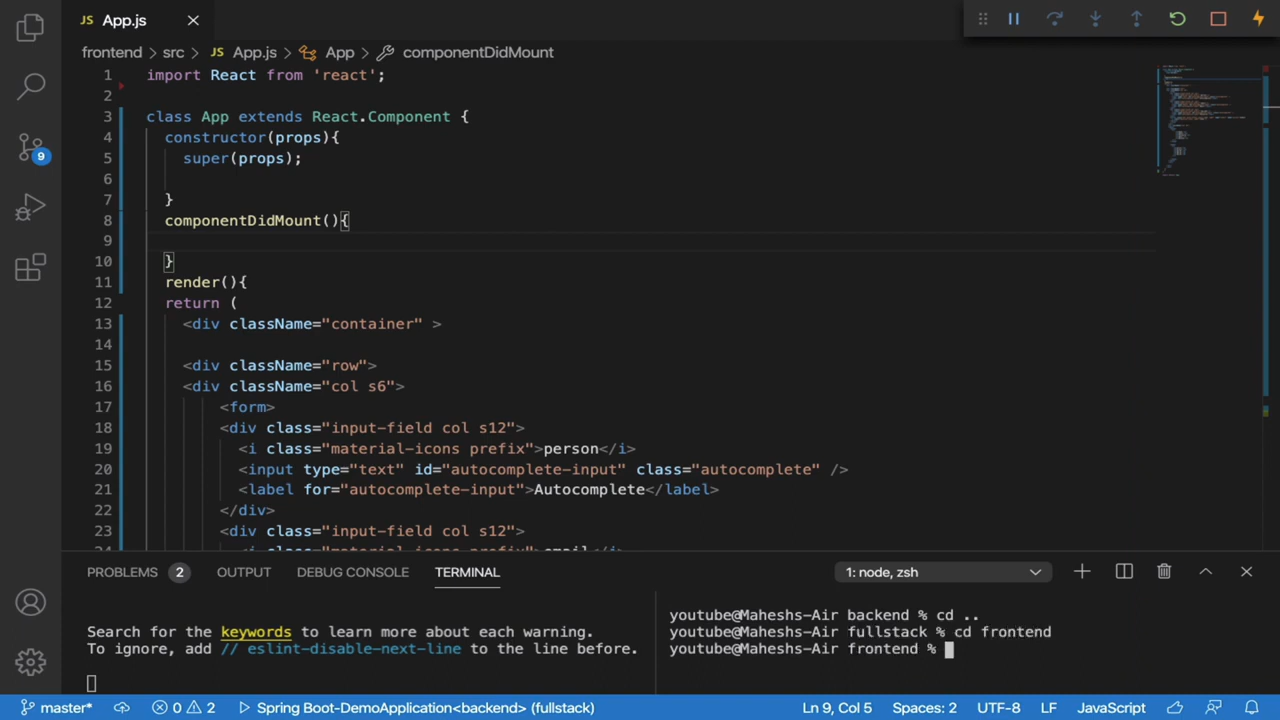 JS App.js
frontend > src > JS App.js > App > componentDidMount
1 import React from 'react';
2
3 class App extends React.Component {
4 constructor(props){
5 super(props);
6
7 }
8 componentDidMount(){
9
10 }
11 render(){
12 return (
13 <div className="container" >
14
15 <div className="row">
16 <div className="col s6">
17 <form>
18 <div class="input-field col s12">
19 <i class="material-icons prefix">person</i>
20 <input type="text" id="autocomplete-input" class="autocomplete" />
21 <label for="autocomplete-input">Autocomplete</label>
22 </div>
23 <div class="input-field col s12">
24 <i class="material-icons prefix">email</i>
9
PROBLEMS 2 OUTPUT DEBUG CONSOLE TERMINAL 1: node, zsh
Search for the keywords to learn more about each warning.
To ignore, add // eslint-disable-next-line to the line before.
youtube@Maheshs-Air backend % cd ..
youtube@Maheshs-Air fullstack % cd frontend
youtube@Maheshs-Air frontend %
master* 0 2 Spring Boot-DemoApplication<backend> (fullstack) Ln 9, Col 5 Spaces: 2 UTF-8 LF JavaScript